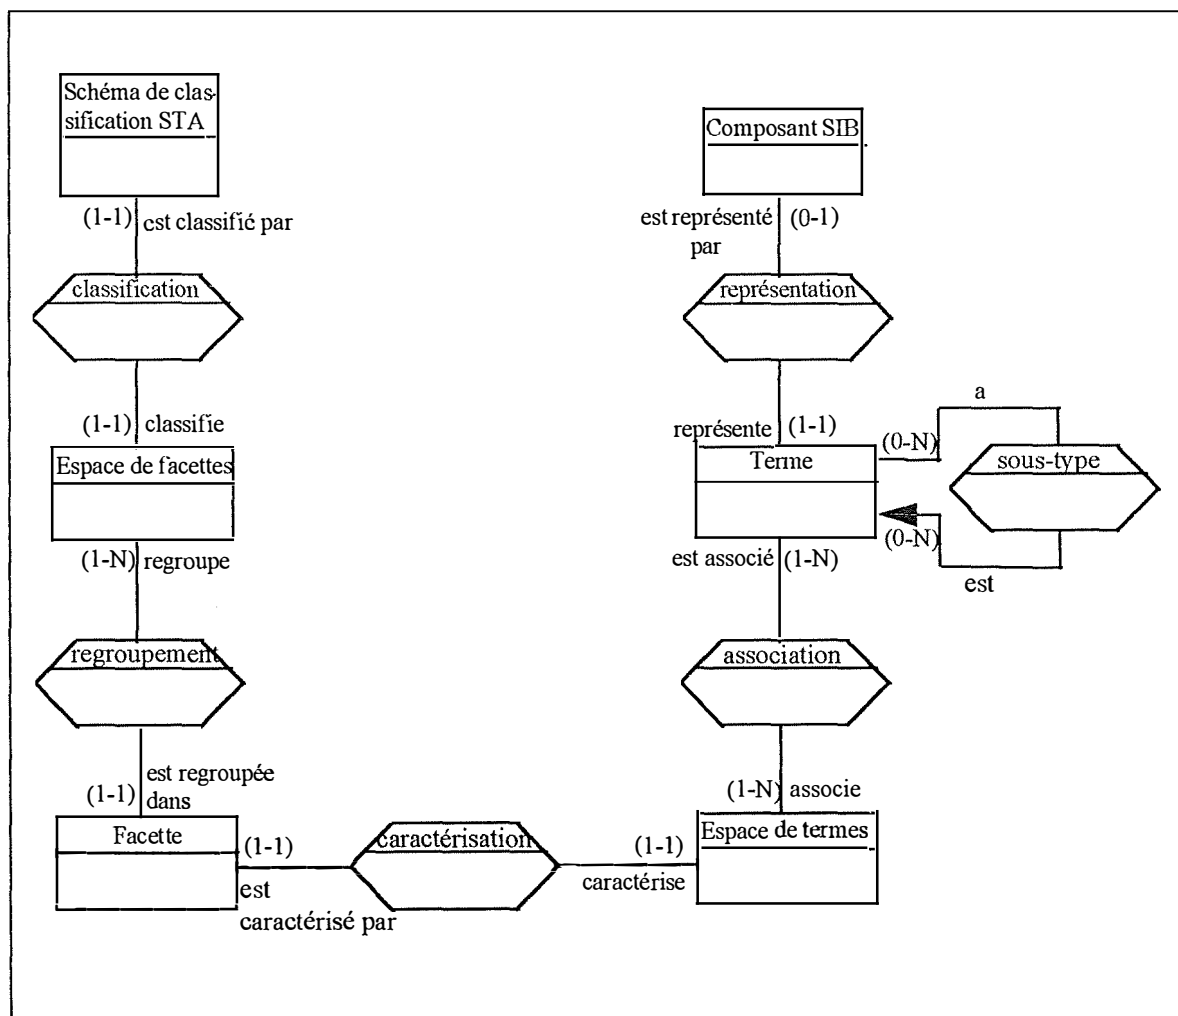 Schéma de clas-
sification STA
(1-1) est classifié par
classification
(1-1) classifie
Espace de facettes
(1-N) regroupe
regroupement
est regroupée
(1-1) dans
Facette
(1-1)
est
caractérisé par
caractérisation
(1-1)
caractérise
Composant SIB
est représenté (0-1)
par
représentation
représente (1-1)
Terme
(0-N)
a
sous-type
(0-N)
est
est associé (1-N)
association
(1-N) associe
Espace de termes